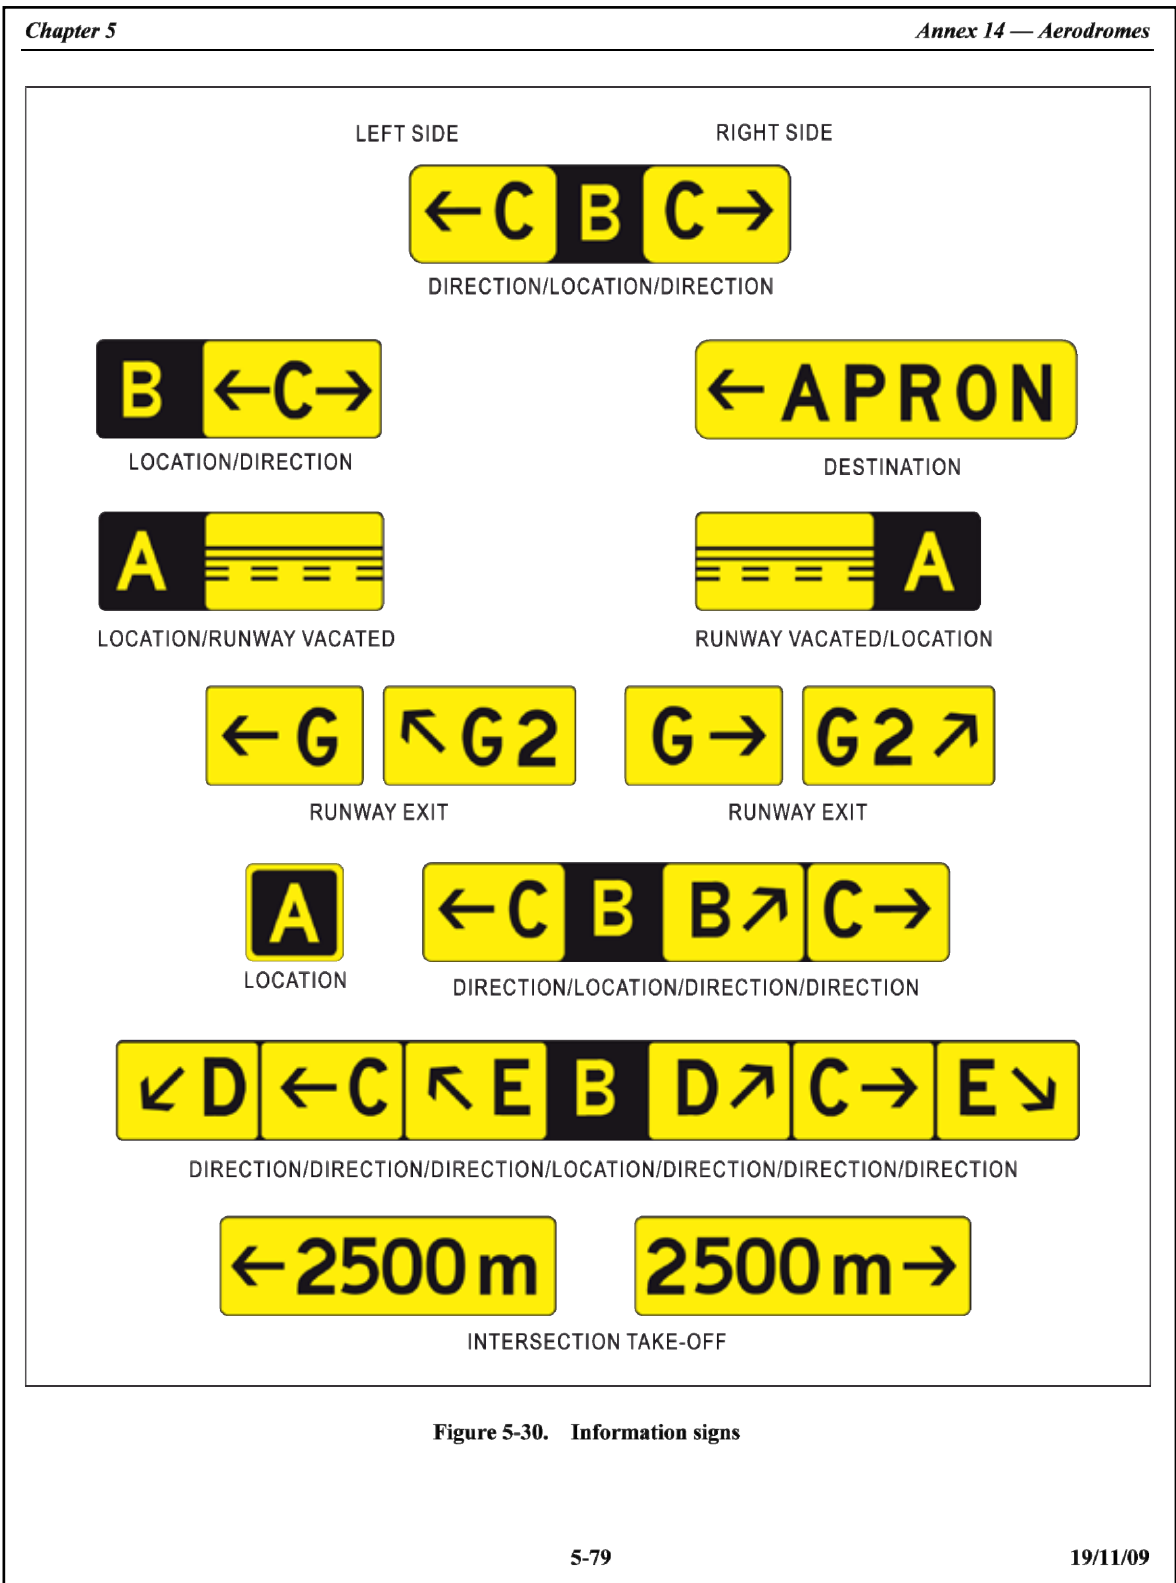 Chapter 5 Annex 14 — Aerodromes
LEFT SIDE RIGHT SIDE
←C B C→
DIRECTION/LOCATION/DIRECTION
B ←C→ ←APRON
LOCATION/DIRECTION DESTINATION
A A
LOCATION/RUNWAY VACATED RUNWAY VACATED/LOCATION
←G ↖G2 G→ G2↗
RUNWAY EXIT RUNWAY EXIT
A ←C B B↗ C→
LOCATION DIRECTION/LOCATION/DIRECTION/DIRECTION
↙D ←C ↖E B D↗ C→ E↘
DIRECTION/DIRECTION/DIRECTION/LOCATION/DIRECTION/DIRECTION/DIRECTION
←2500m 2500m→
INTERSECTION TAKE-OFF
Figure 5-30. Information signs
5-79 19/11/09